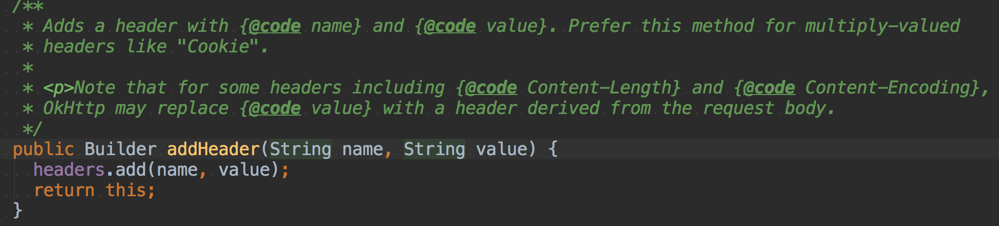 /**
* Adds a header with {@code name} and {@code value}. Prefer this method for multiply-valued
* headers like "Cookie".
*
* <p>Note that for some headers including {@code Content-Length} and {@code Content-Encoding},
* OkHttp may replace {@code value} with a header derived from the request body.
*/
public Builder addHeader(String name, String value) {
headers.add(name, value);
return this;
}